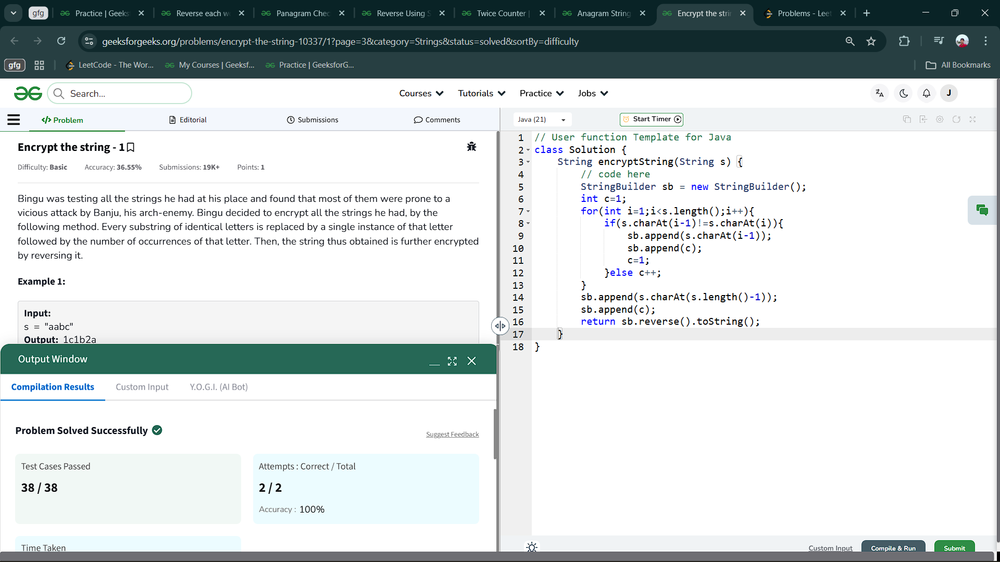 gfg
Practice | Geeks
Reverse each w
Panagram Chec
Reverse Using S
Twice Counter |
Anagram String
Encrypt the stri
Problems - Leet
geeksforgeeks.org/problems/encrypt-the-string-10337/1?page=3&category=Strings&status=solved&sortBy=difficulty
gfg
LeetCode - The Wor...
My Courses | Geeksf...
Practice | GeeksforG...
All Bookmarks
Search...
Courses
Tutorials
Practice
Jobs
J
</> Problem
Editorial
Submissions
Comments
Java (21)
Start Timer
Encrypt the string - 1
Difficulty: Basic
Accuracy: 36.55%
Submissions: 19K+
Points: 1
Bingu was testing all the strings he had at his place and found that most of them were prone to a
vicious attack by Banju, his arch-enemy. Bingu decided to encrypt all the strings he had, by the
following method. Every substring of identical letters is replaced by a single instance of that letter
followed by the number of occurrences of that letter. Then, the string thus obtained is further encrypted
by reversing it.
Example 1:
Input:
s = "aabc"
Output: 1c1b2a
Output Window
Compilation Results
Custom Input
Y.O.G.I. (AI Bot)
Problem Solved Successfully
Suggest Feedback
Test Cases Passed
38 / 38
Attempts : Correct / Total
2 / 2
Accuracy : 100%
Time Taken
1 // User function Template for Java
2 class Solution {
3 String encryptString(String s) {
4 // code here
5 StringBuilder sb = new StringBuilder();
6 int c=1;
7 for(int i=1;i<s.length();i++){
8 if(s.charAt(i-1)!=s.charAt(i)){
9 sb.append(s.charAt(i-1));
10 sb.append(c);
11 c=1;
12 }else c++;
13 }
14 sb.append(s.charAt(s.length()-1));
15 sb.append(c);
16 return sb.reverse().toString();
17 }
18 }
Custom Input
Compile & Run
Submit